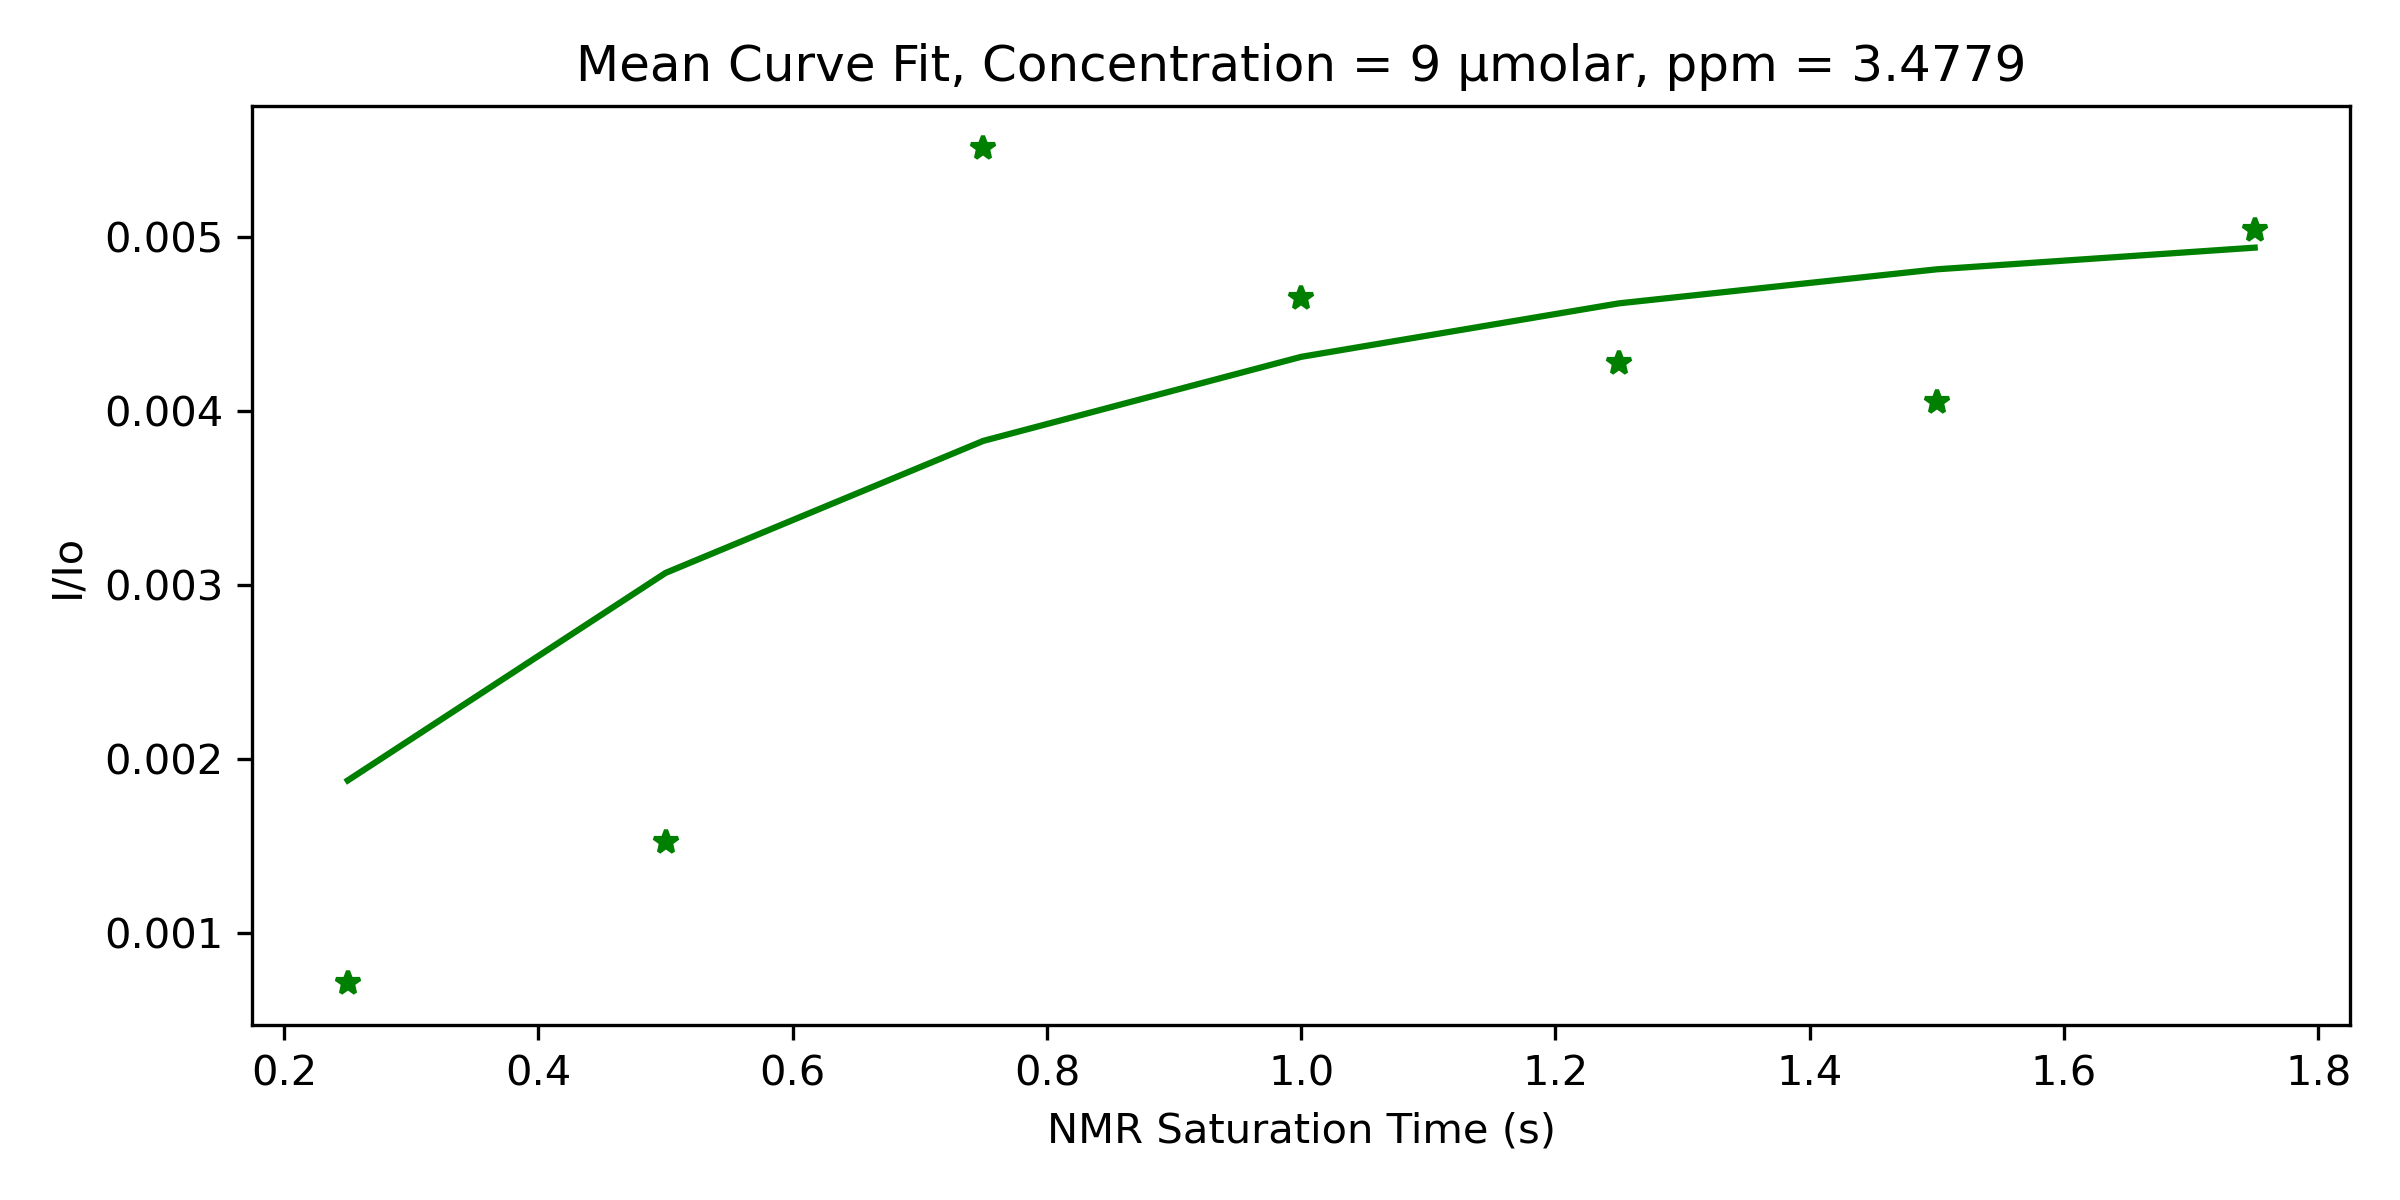 Mean Curve Fit, Concentration = 9 µmolar, ppm = 3.4779
0.005
0.004
0.003
0.002
0.001
I/Io
0.2 0.4 0.6 0.8 1.0 1.2 1.4 1.6 1.8
NMR Saturation Time (s)